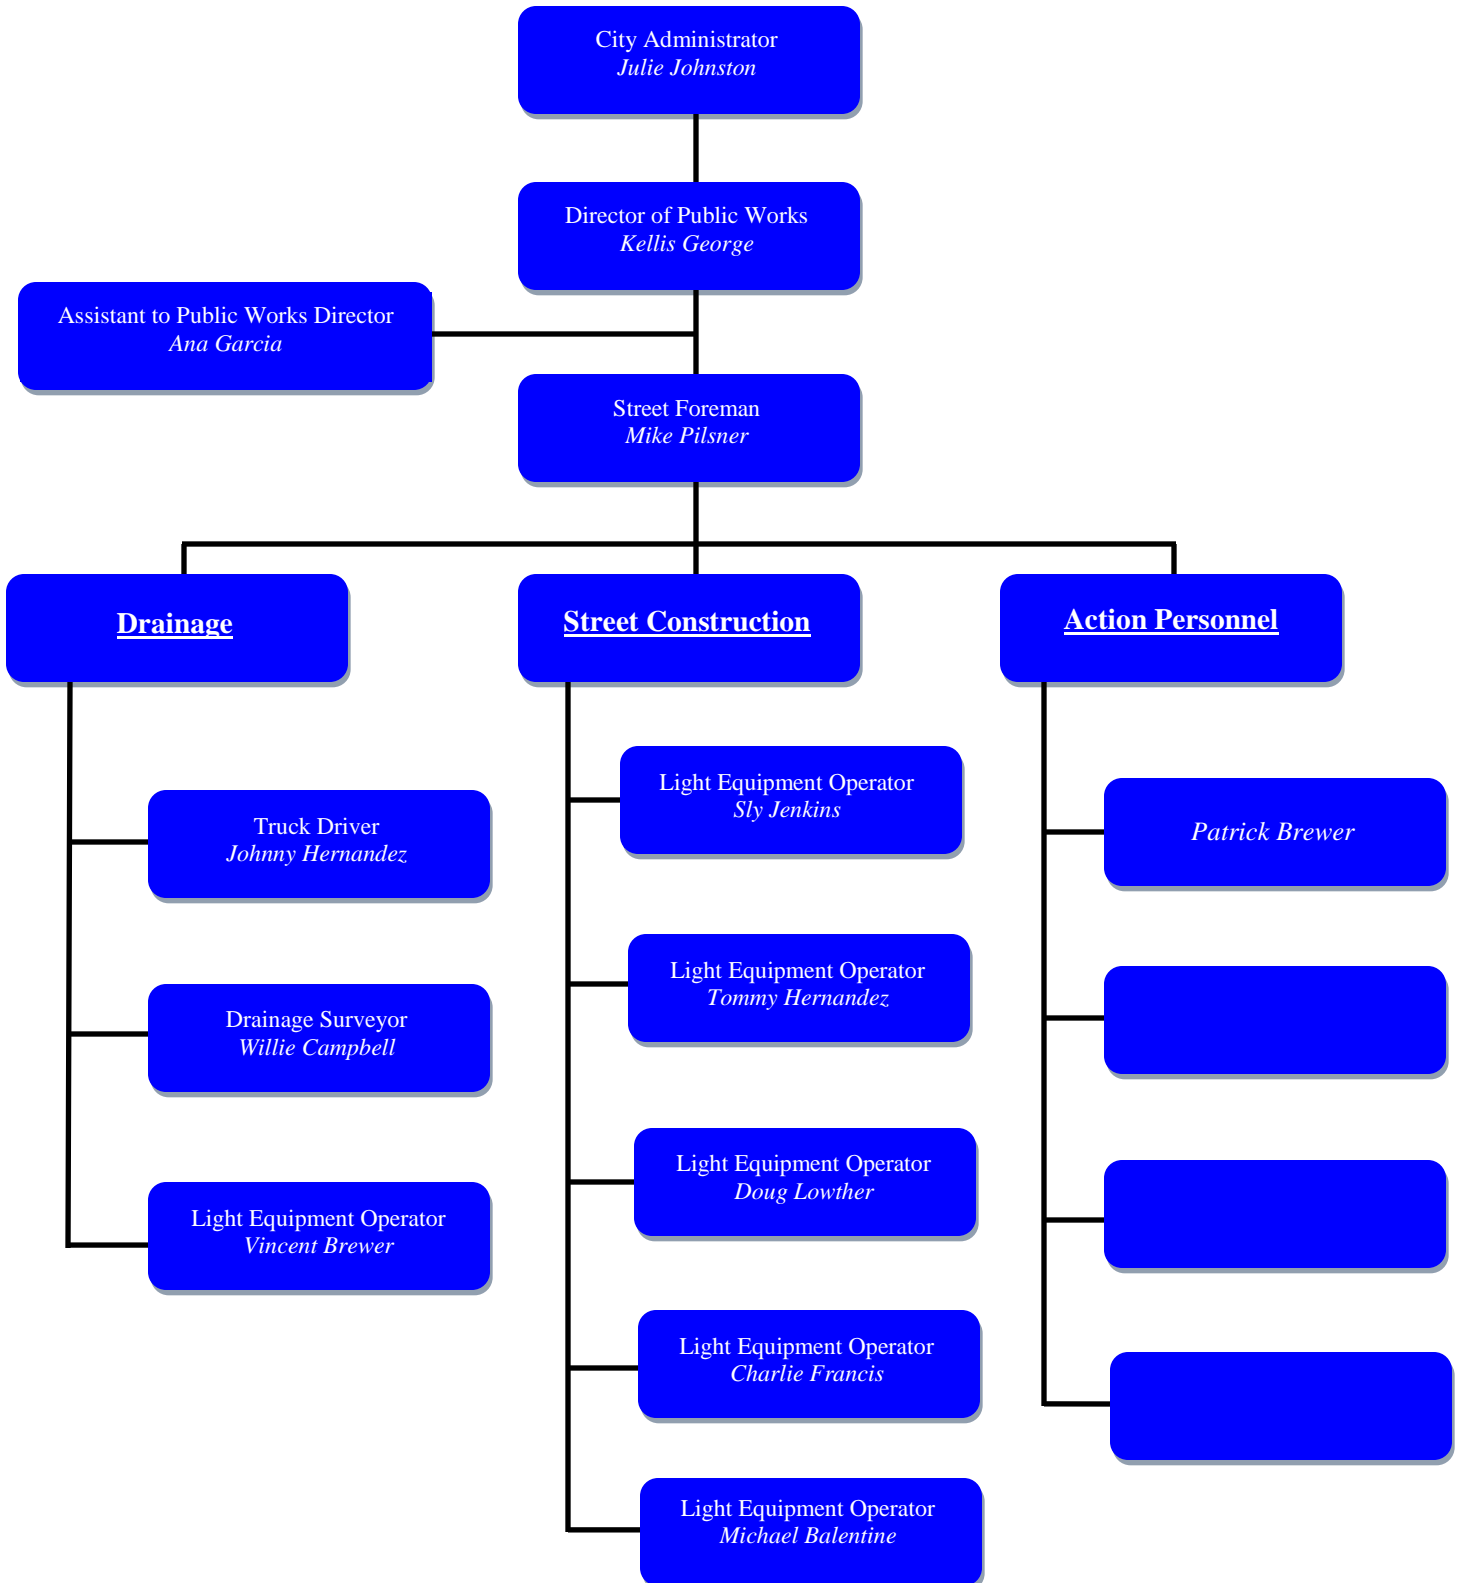 City Administrator
Julie Johnston
Director of Public Works
Kellis George
Assistant to Public Works Director
Ana Garcia
Street Foreman
Mike Pilsner
Drainage
Street Construction
Action Personnel
Truck Driver
Johnny Hernandez
Drainage Surveyor
Willie Campbell
Light Equipment Operator
Vincent Brewer
Light Equipment Operator
Sly Jenkins
Light Equipment Operator
Tommy Hernandez
Light Equipment Operator
Doug Lowther
Light Equipment Operator
Charlie Francis
Light Equipment Operator
Michael Balentine
Patrick Brewer